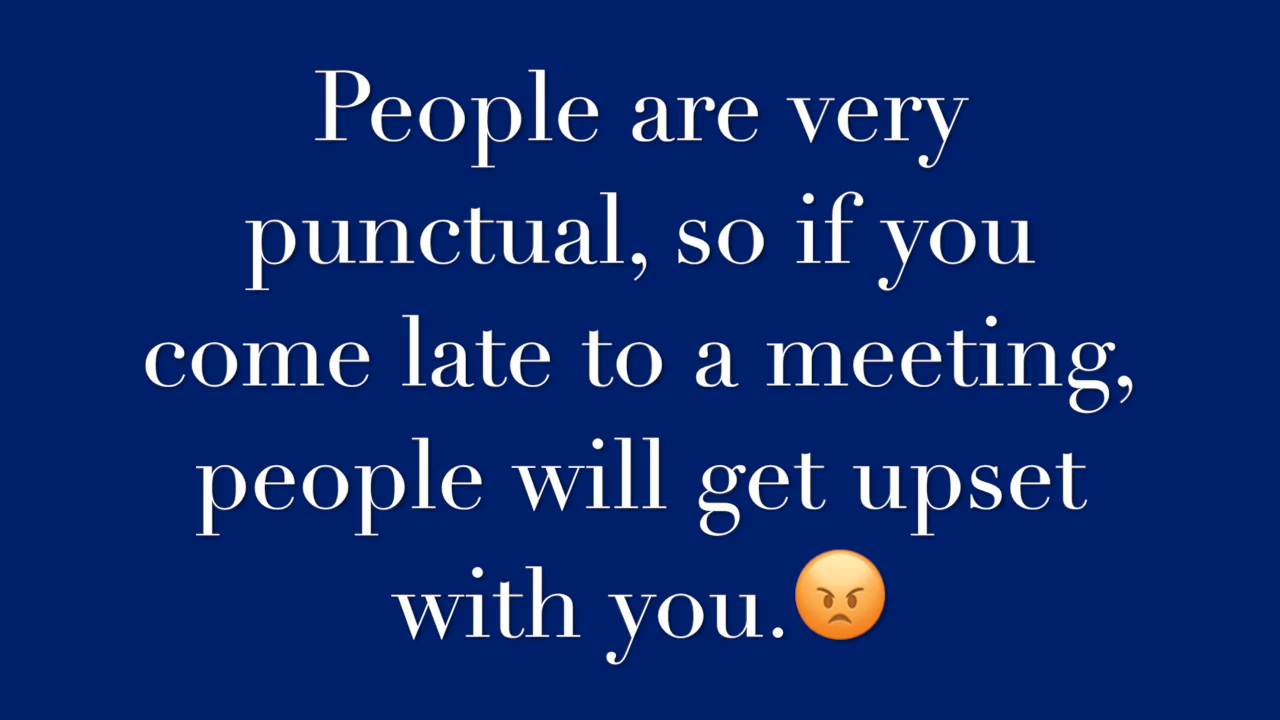 People are very
punctual, so if you
come late to a meeting,
people will get upset
with you.😡